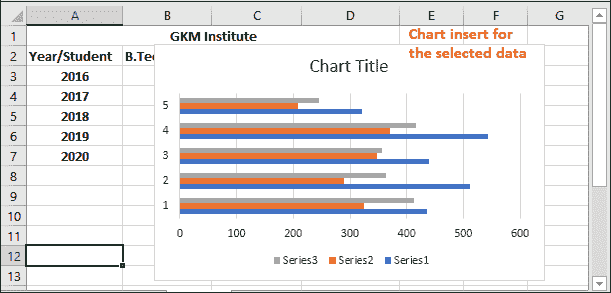 A B C D E F G
1 GKM Institute Chart insert for
the selected data
2 Year/Student B.Tec
3 2016
4 2017
5 2018
6 2019
7 2020
8
9
10
11
12
13
Chart Title
5
4
3
2
1
0 100 200 300 400 500 600
Series3 Series2 Series1